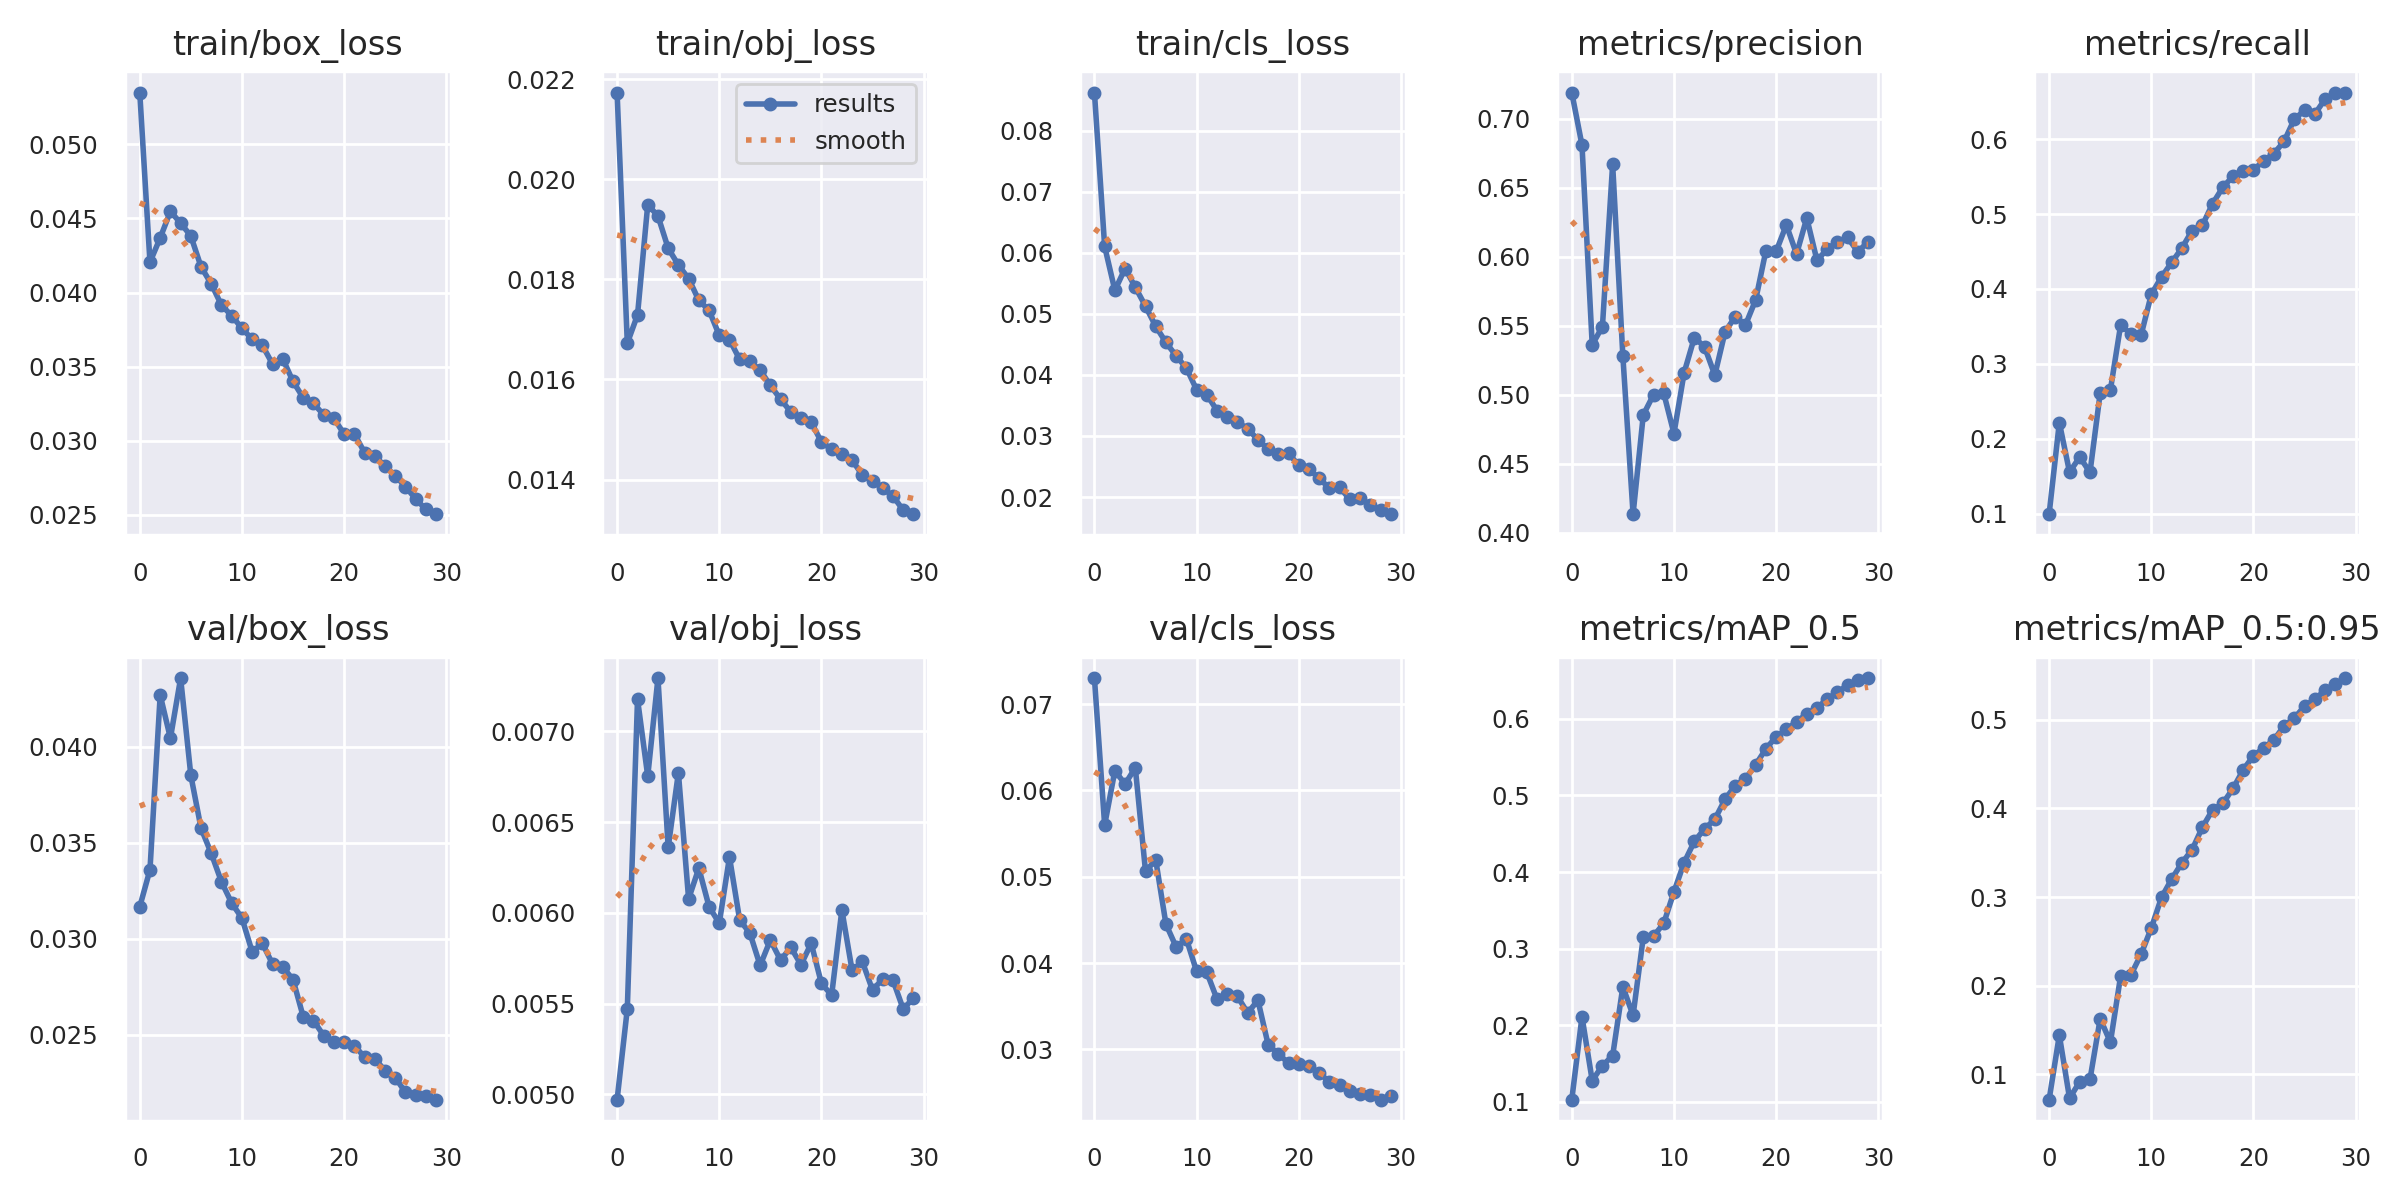 train/box_loss
0.050
0.045
0.040
0.035
0.030
0.025
0 10 20 30
train/obj_loss
0.022
0.020
0.018
0.016
0.014
results
smooth
0 10 20 30
train/cls_loss
0.08
0.07
0.06
0.05
0.04
0.03
0.02
0 10 20 30
metrics/precision
0.70
0.65
0.60
0.55
0.50
0.45
0.40
0 10 20 30
metrics/recall
0.6
0.5
0.4
0.3
0.2
0.1
0 10 20 30
val/box_loss
0.040
0.035
0.030
0.025
0 10 20 30
val/obj_loss
0.0070
0.0065
0.0060
0.0055
0.0050
0 10 20 30
val/cls_loss
0.07
0.06
0.05
0.04
0.03
0 10 20 30
metrics/mAP_0.5
0.6
0.5
0.4
0.3
0.2
0.1
0 10 20 30
metrics/mAP_0.5:0.95
0.5
0.4
0.3
0.2
0.1
0 10 20 30